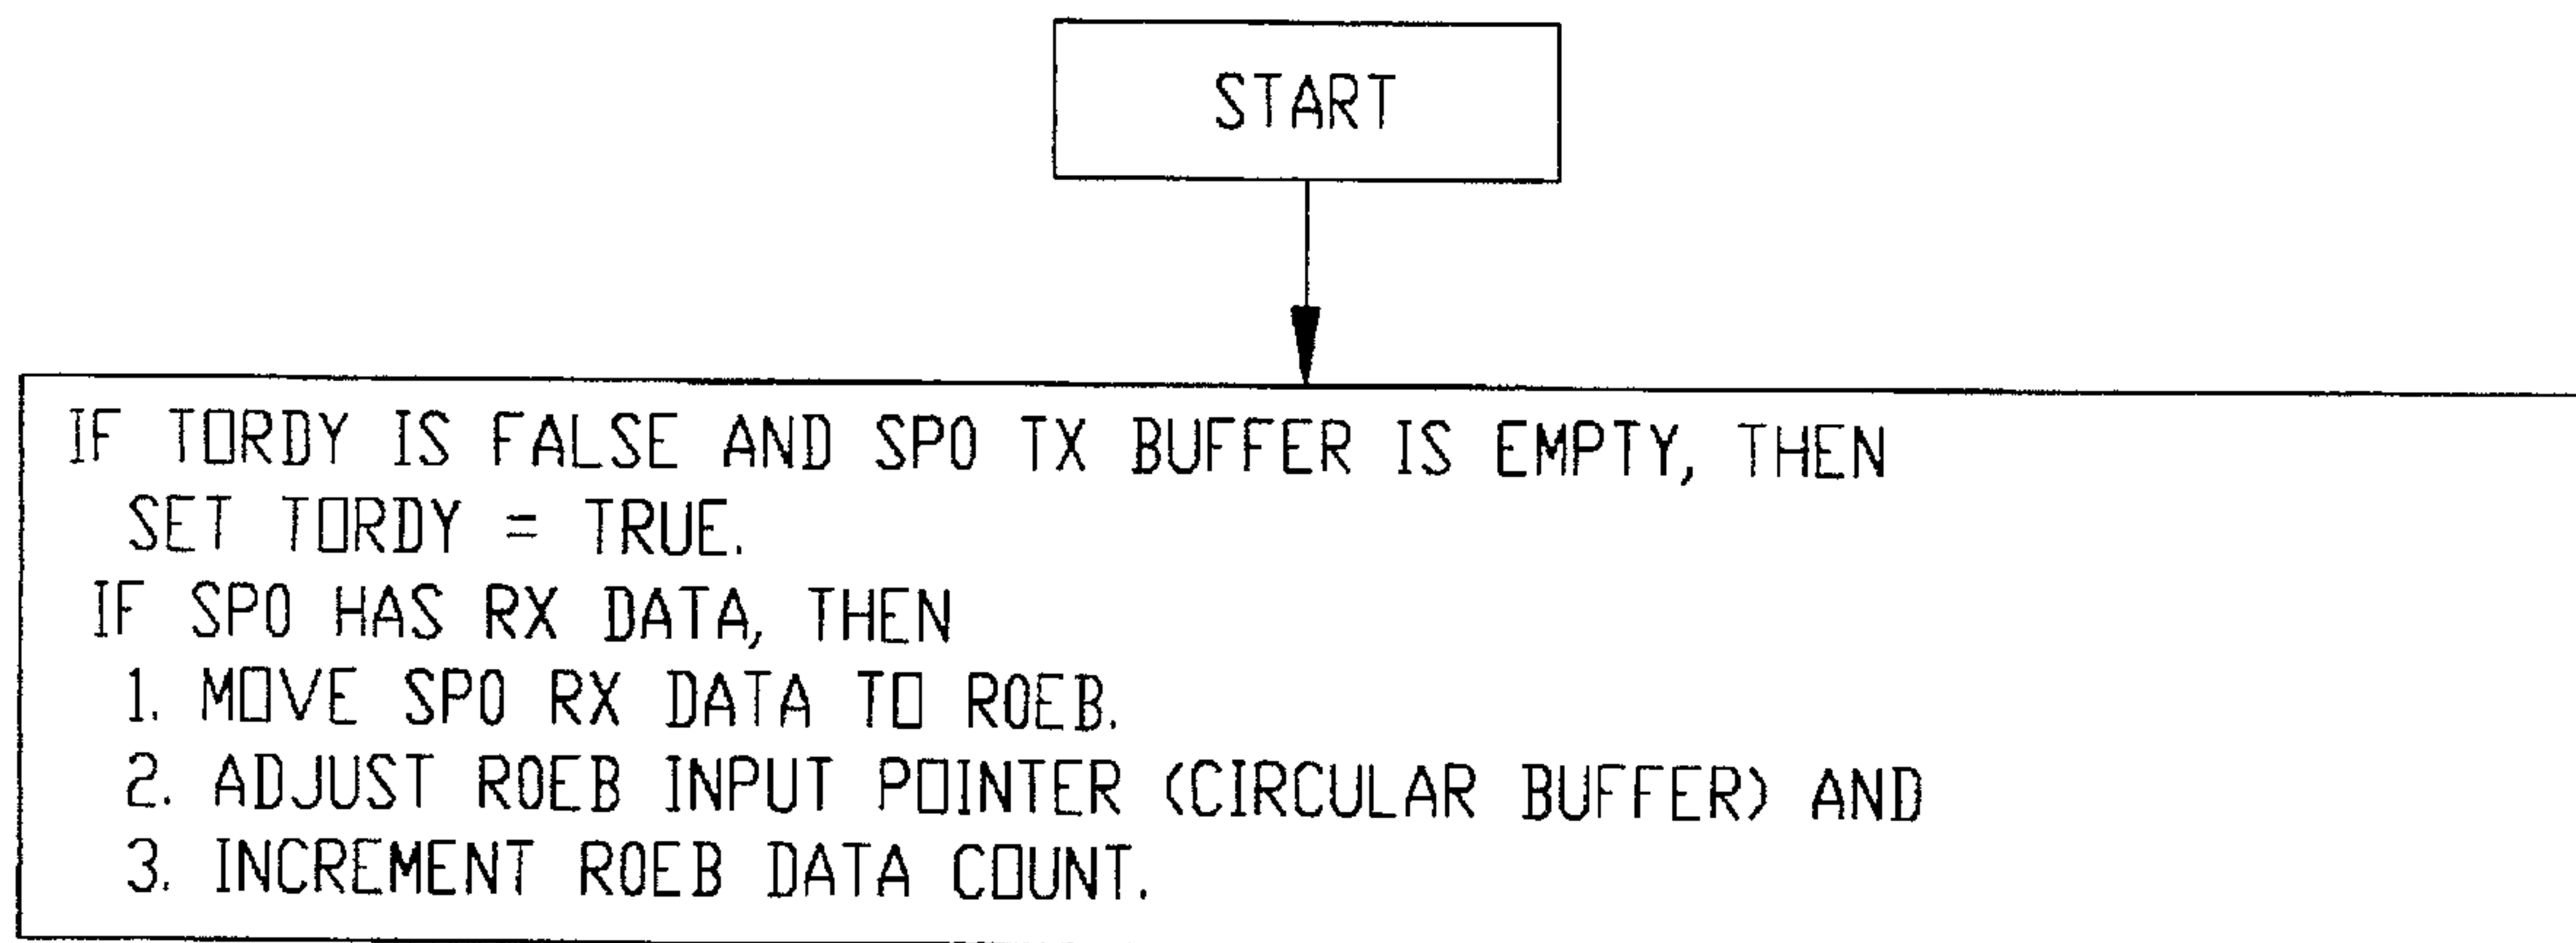 START
IF TORDY IS FALSE AND SP0 TX BUFFER IS EMPTY, THEN
SET TORDY = TRUE.
IF SP0 HAS RX DATA, THEN
1. MOVE SP0 RX DATA TO R0EB.
2. ADJUST R0EB INPUT POINTER (CIRCULAR BUFFER) AND
3. INCREMENT R0EB DATA COUNT.